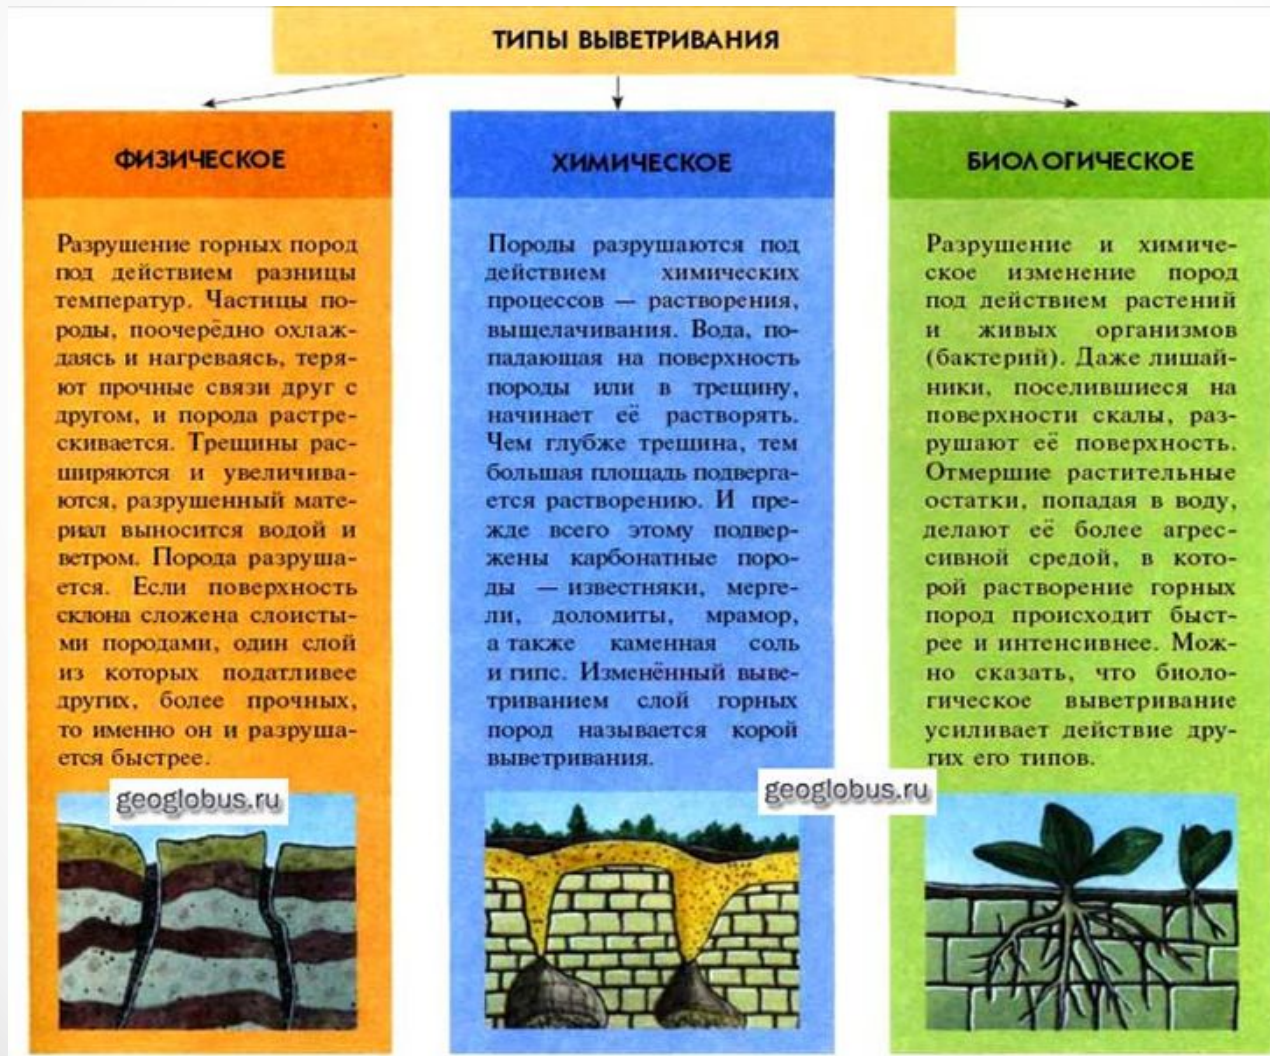 ТИПЫ ВЫВЕТРИВАНИЯ
ФИЗИЧЕСКОЕ
Разрушение горных пород
под действием разницы
температур. Частицы по-
роды, поочерёдно охлаж-
даясь и нагреваясь, теря-
ют прочные связи друг с
другом, и порода растре-
скивается. Трещины рас-
ширяются и увеличива-
ются, разрушенный мате-
риал выносится водой и
ветром. Порода разруша-
ется. Если поверхность
склона сложена слоисты-
ми породами, один слой
из которых податливее
других, более прочных,
то именно он и разруша-
ется быстрее.
geoglobus.ru
ХИМИЧЕСКОЕ
Породы разрушаются под
действием химических
процессов — растворения,
выщелачивания. Вода, по-
падающая на поверхность
породы или в трещину,
начинает её растворять.
Чем глубже трещина, тем
большая площадь подверга-
ется растворению. И пре-
жде всего этому подвер-
жены карбонатные поро-
ды — известняки, мерге-
ли, доломиты, мрамор,
а также каменная соль
и гипс. Изменённый выве-
триванием слой горных
пород называется корой
выветривания.
geoglobus.ru
БИОЛОГИЧЕСКОЕ
Разрушение и химиче-
ское изменение пород
под действием растений
и живых организмов
(бактерий). Даже лишай-
ники, поселившиеся на
поверхности скалы, раз-
рушают её поверхность.
Отмершие растительные
остатки, попадая в воду,
делают её более агрес-
сивной средой, в кото-
рой растворение горных
пород происходит быст-
рее и интенсивнее. Мож-
но сказать, что биоло-
гическое выветривание
усиливает действие дру-
гих его типов.